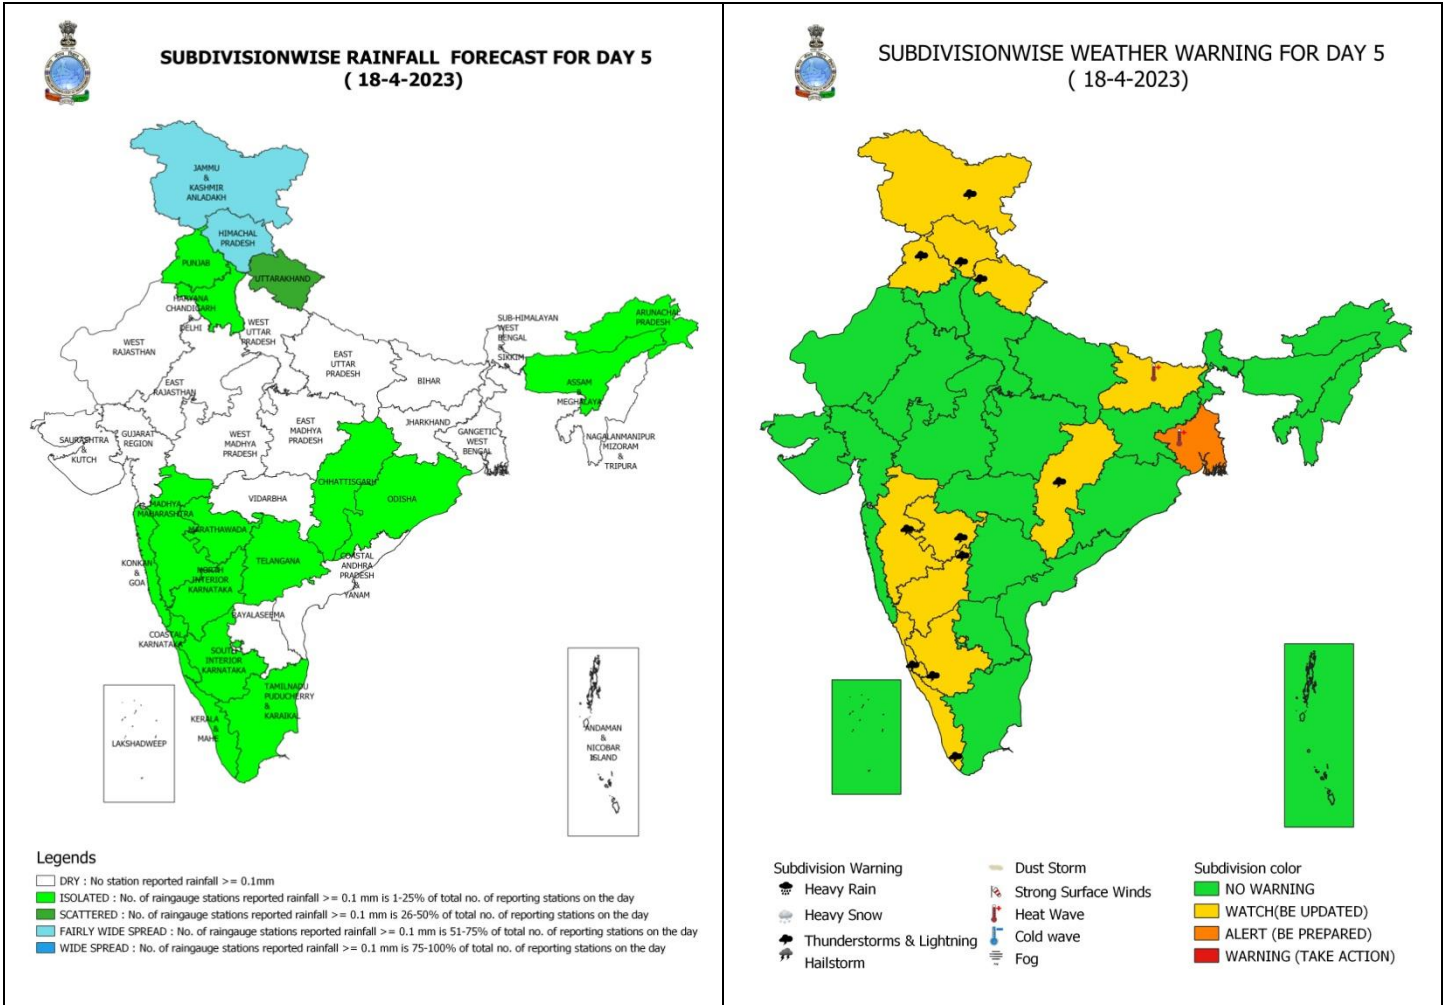 SUBDIVISIONWISE RAINFALL FORECAST FOR DAY 5
( 18-4-2023)
JAMMU
&
KASHMIR
ANLADAKH
HIMACHAL
PRADESH
PUNJAB
UTTARAKHAND
HARYANA
CHANDIGARH
&
DELHI
WEST
RAJASTHAN
WEST
UTTAR
PRADESH
EAST
UTTAR
PRADESH
SUB-HIMALAYAN
WEST
BENGAL
&
SIKKIM
ARUNACHAL
PRADESH
EAST
RAJASTHAN
BIHAR
ASSAM
&
MEGHALAYA
SAURASHTRA
&
KUTCH
GUJARAT
REGION
WEST
MADHYA
PRADESH
EAST
MADHYA
PRADESH
JHARKHAND
GANGETIC
WEST
BENGAL
NAGALANMANIPUR
MIZORAM
&
TRIPURA
MADHYA
MAHARASHTRA
VIDARBHA
CHHATTISGARH
ODISHA
MARATHAWADA
KONKAN
&
GOA
NORTH
INTERIOR
KARNATAKA
TELANGANA
COASTAL
ANDHRA
PRADESH
&
YANAM
RAYALASEEMA
COASTAL
KARNATAKA
SOUTH
INTERIOR
KARNATAKA
TAMILNADU
PUDUCHERRY
&
KARAIKAL
KERALA
&
MAHE
LAKSHADWEEP
ANDAMAN
&
NICOBAR
ISLAND
Legends
DRY : No station reported rainfall >= 0.1mm
ISOLATED : No. of raingauge stations reported rainfall >= 0.1 mm is 1-25% of total no. of reporting stations on the day
SCATTERED : No. of raingauge stations reported rainfall >= 0.1 mm is 26-50% of total no. of reporting stations on the day
FAIRLY WIDE SPREAD : No. of raingauge stations reported rainfall >= 0.1 mm is 51-75% of total no. of reporting stations on the day
WIDE SPREAD : No. of raingauge stations reported rainfall >= 0.1 mm is 75-100% of total no. of reporting stations on the day
SUBDIVISIONWISE WEATHER WARNING FOR DAY 5
( 18-4-2023)
Subdivision Warning
Heavy Rain
Heavy Snow
Thunderstorms & Lightning
Hailstorm
Dust Storm
Strong Surface Winds
Heat Wave
Cold wave
Fog
Subdivision color
NO WARNING
WATCH(BE UPDATED)
ALERT (BE PREPARED)
WARNING (TAKE ACTION)